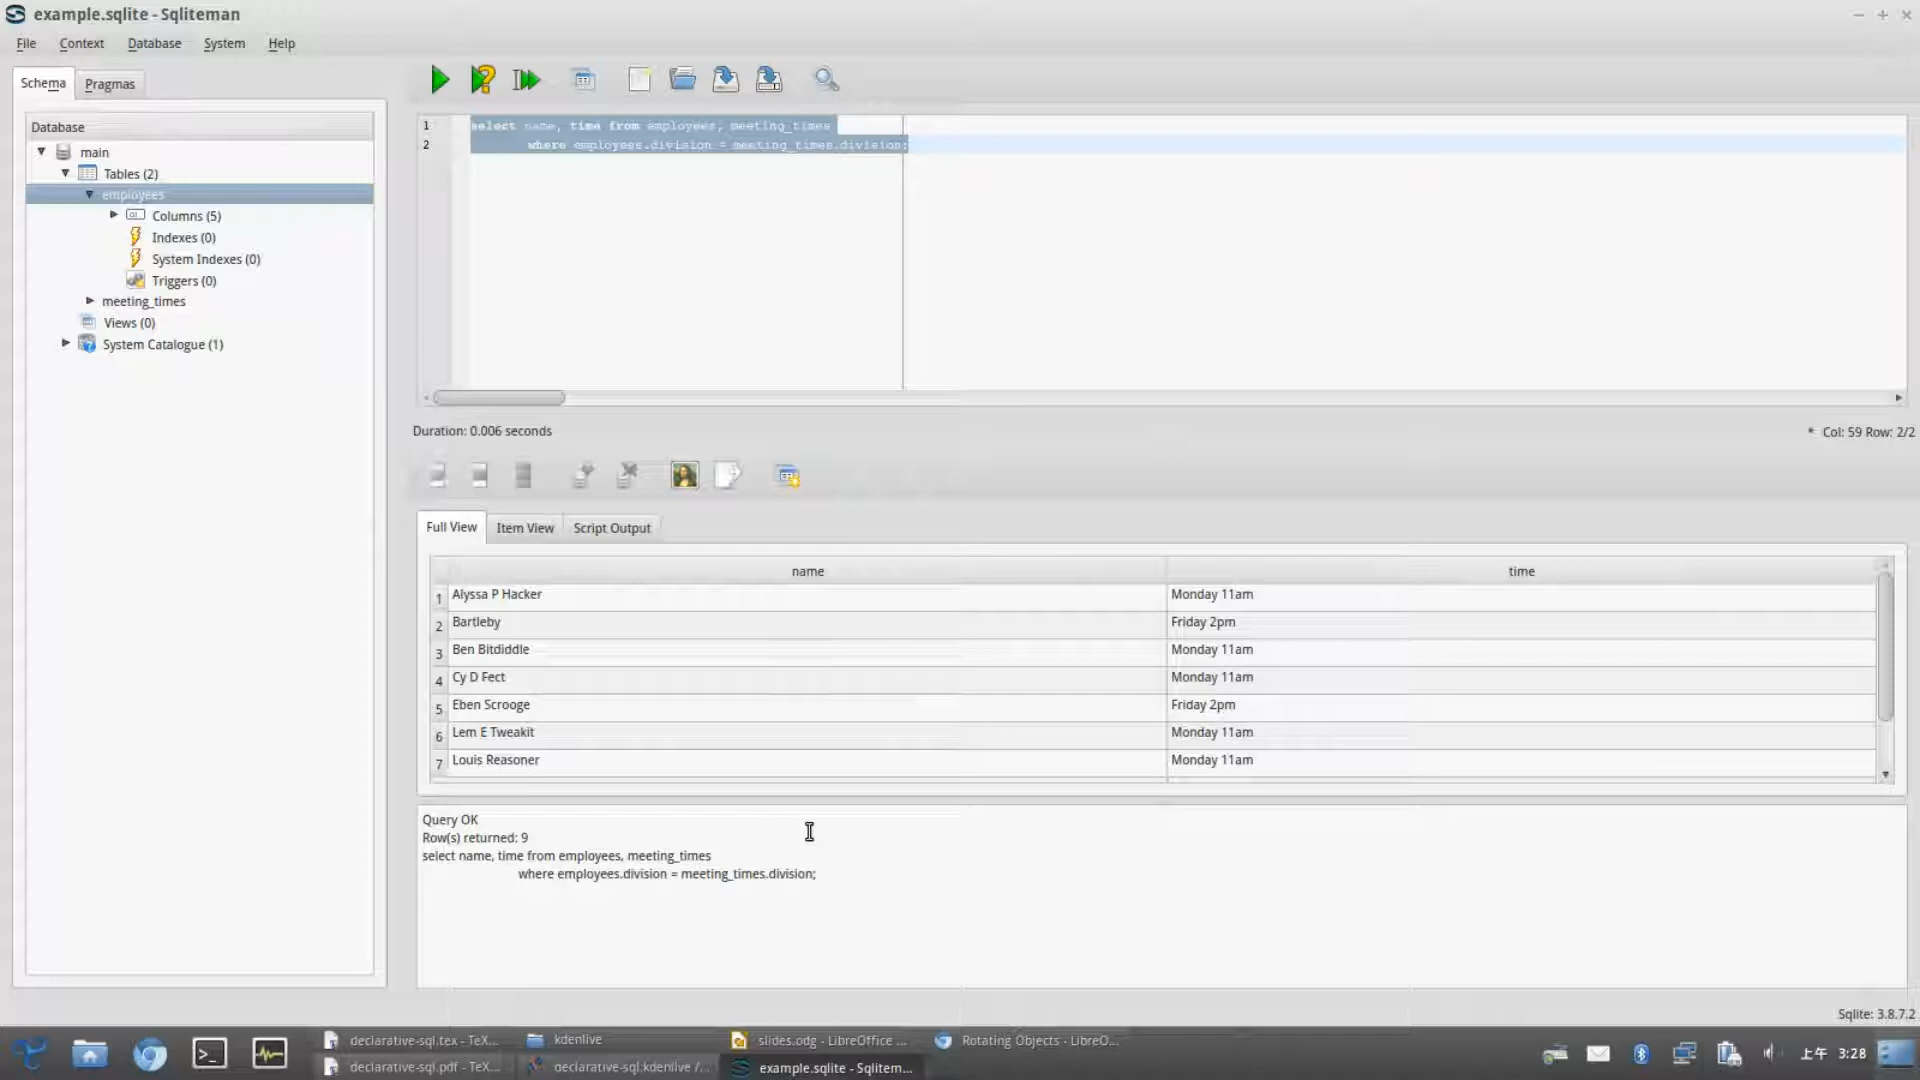 example.sqlite - Sqliteman
File Context Database System Help
Schema Pragmas
Database
main
Tables (2)
employees
Columns (5)
Indexes (0)
System Indexes (0)
Triggers (0)
meeting_times
Views (0)
System Catalogue (1)
1 select name, time from employees, meeting_times
2 where employees.division = meeting_times.division;
Duration: 0.006 seconds
* Col: 59 Row: 2/2
Full View Item View Script Output
name time
1 Alyssa P Hacker Monday 11am
2 Bartleby Friday 2pm
3 Ben Bitdiddle Monday 11am
4 Cy D Fect Monday 11am
5 Eben Scrooge Friday 2pm
6 Lem E Tweakit Monday 11am
7 Louis Reasoner Monday 11am
Query OK
Row(s) returned: 9
select name, time from employees, meeting_times
where employees.division = meeting_times.division;
Sqlite: 3.8.7.2
declarative-sql.tex - TeX... kdenlive slides.odg - LibreOffice ... Rotating Objects - LibreO...
declarative-sql.pdf - TeX... declarative-sql.kdenlive /... example.sqlite - Sqlitem...
上午 3:28